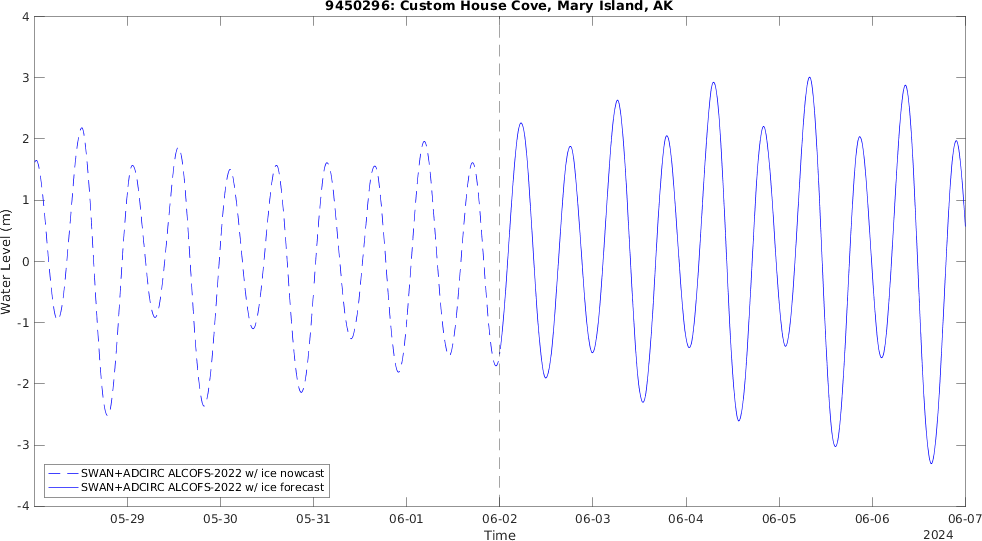 9450296: Custom House Cove, Mary Island, AK
4
3
2
1
0
-1
-2
-3
-4
Water Level (m)
SWAN+ADCIRC ALCOFS-2022 w/ ice nowcast
SWAN+ADCIRC ALCOFS-2022 w/ ice forecast
05-29 05-30 05-31 06-01 06-02 06-03 06-04 06-05 06-06 06-07
Time
2024